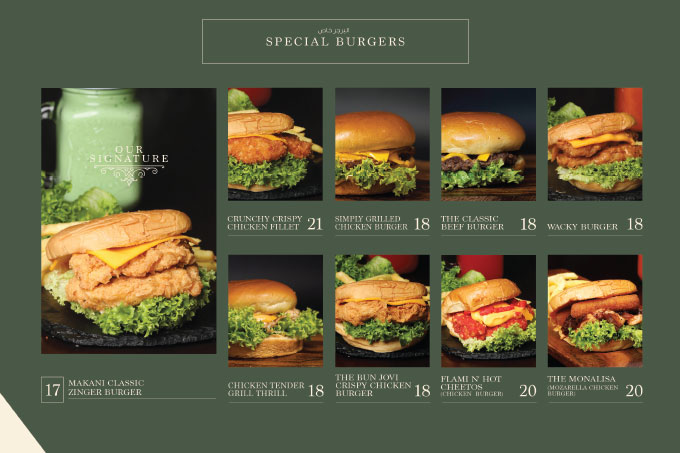 البرجر خاص
SPECIAL BURGERS
OUR
SIGNATURE
17
MAKANI CLASSIC
ZINGER BURGER
CRUNCHY CRISPY
CHICKEN FILLET 21
SIMPLY GRILLED
CHICKEN BURGER 18
THE CLASSIC
BEEF BURGER 18
WACKY BURGER 18
CHICKEN TENDER
GRILL THRILL 18
THE BUN JOVI
CRISPY CHICKEN
BURGER 18
FLAMI N' HOT
CHEETOS
(CHICKEN BURGER) 20
THE MONALISA
(MOZARELLA CHICKEN
BURGER) 20